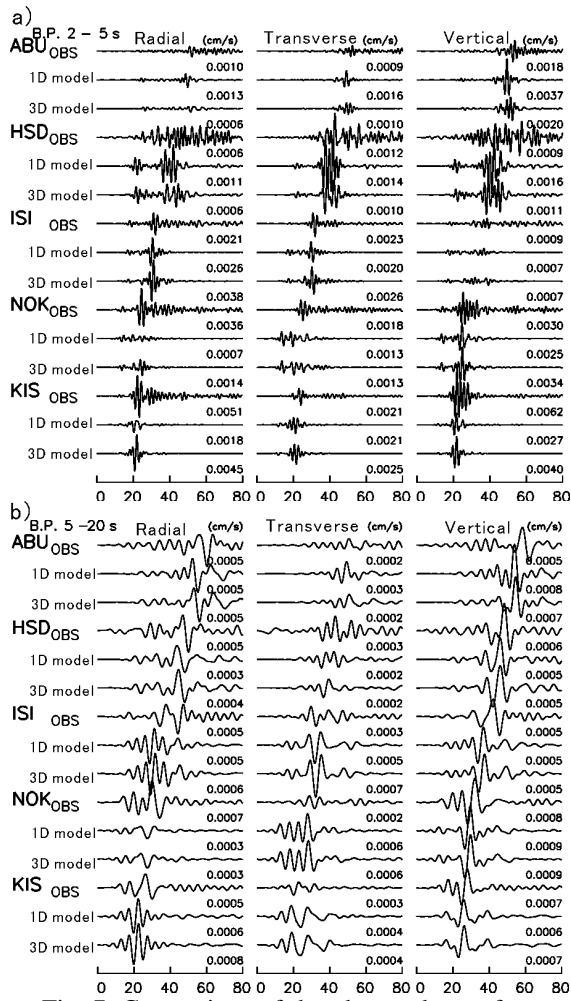 a)
B.P. 2 - 5 s Radial (cm/s) Transverse (cm/s) Vertical (cm/s)
ABU OBS
0.0010 0.0009 0.0018
1D model
0.0013 0.0016 0.0037
3D model
0.0006 0.0010 0.0020
HSD OBS
0.0006 0.0012 0.0009
1D model
0.0011 0.0014 0.0016
3D model
0.0006 0.0010 0.0011
ISI OBS
0.0021 0.0023 0.0009
1D model
0.0026 0.0020 0.0007
3D model
0.0038 0.0026 0.0007
NOK OBS
0.0036 0.0018 0.0030
1D model
0.0007 0.0013 0.0025
3D model
0.0014 0.0013 0.0034
KIS OBS
0.0051 0.0021 0.0062
1D model
0.0018 0.0021 0.0027
3D model
0.0045 0.0025 0.0040
0 20 40 60 80 0 20 40 60 80 0 20 40 60 80
b)
B.P. 5 -20 s Radial (cm/s) Transverse (cm/s) Vertical (cm/s)
ABU OBS
0.0005 0.0002 0.0005
1D model
0.0005 0.0003 0.0008
3D model
0.0005 0.0002 0.0007
HSD OBS
0.0005 0.0003 0.0006
1D model
0.0003 0.0002 0.0005
3D model
0.0004 0.0002 0.0005
ISI OBS
0.0005 0.0003 0.0005
1D model
0.0005 0.0005 0.0005
3D model
0.0006 0.0007 0.0005
NOK OBS
0.0007 0.0002 0.0008
1D model
0.0003 0.0006 0.0009
3D model
0.0003 0.0006 0.0009
KIS OBS
0.0005 0.0003 0.0007
1D model
0.0006 0.0004 0.0006
3D model
0.0008 0.0004 0.0007
0 20 40 60 80 0 20 40 60 80 0 20 40 60 80